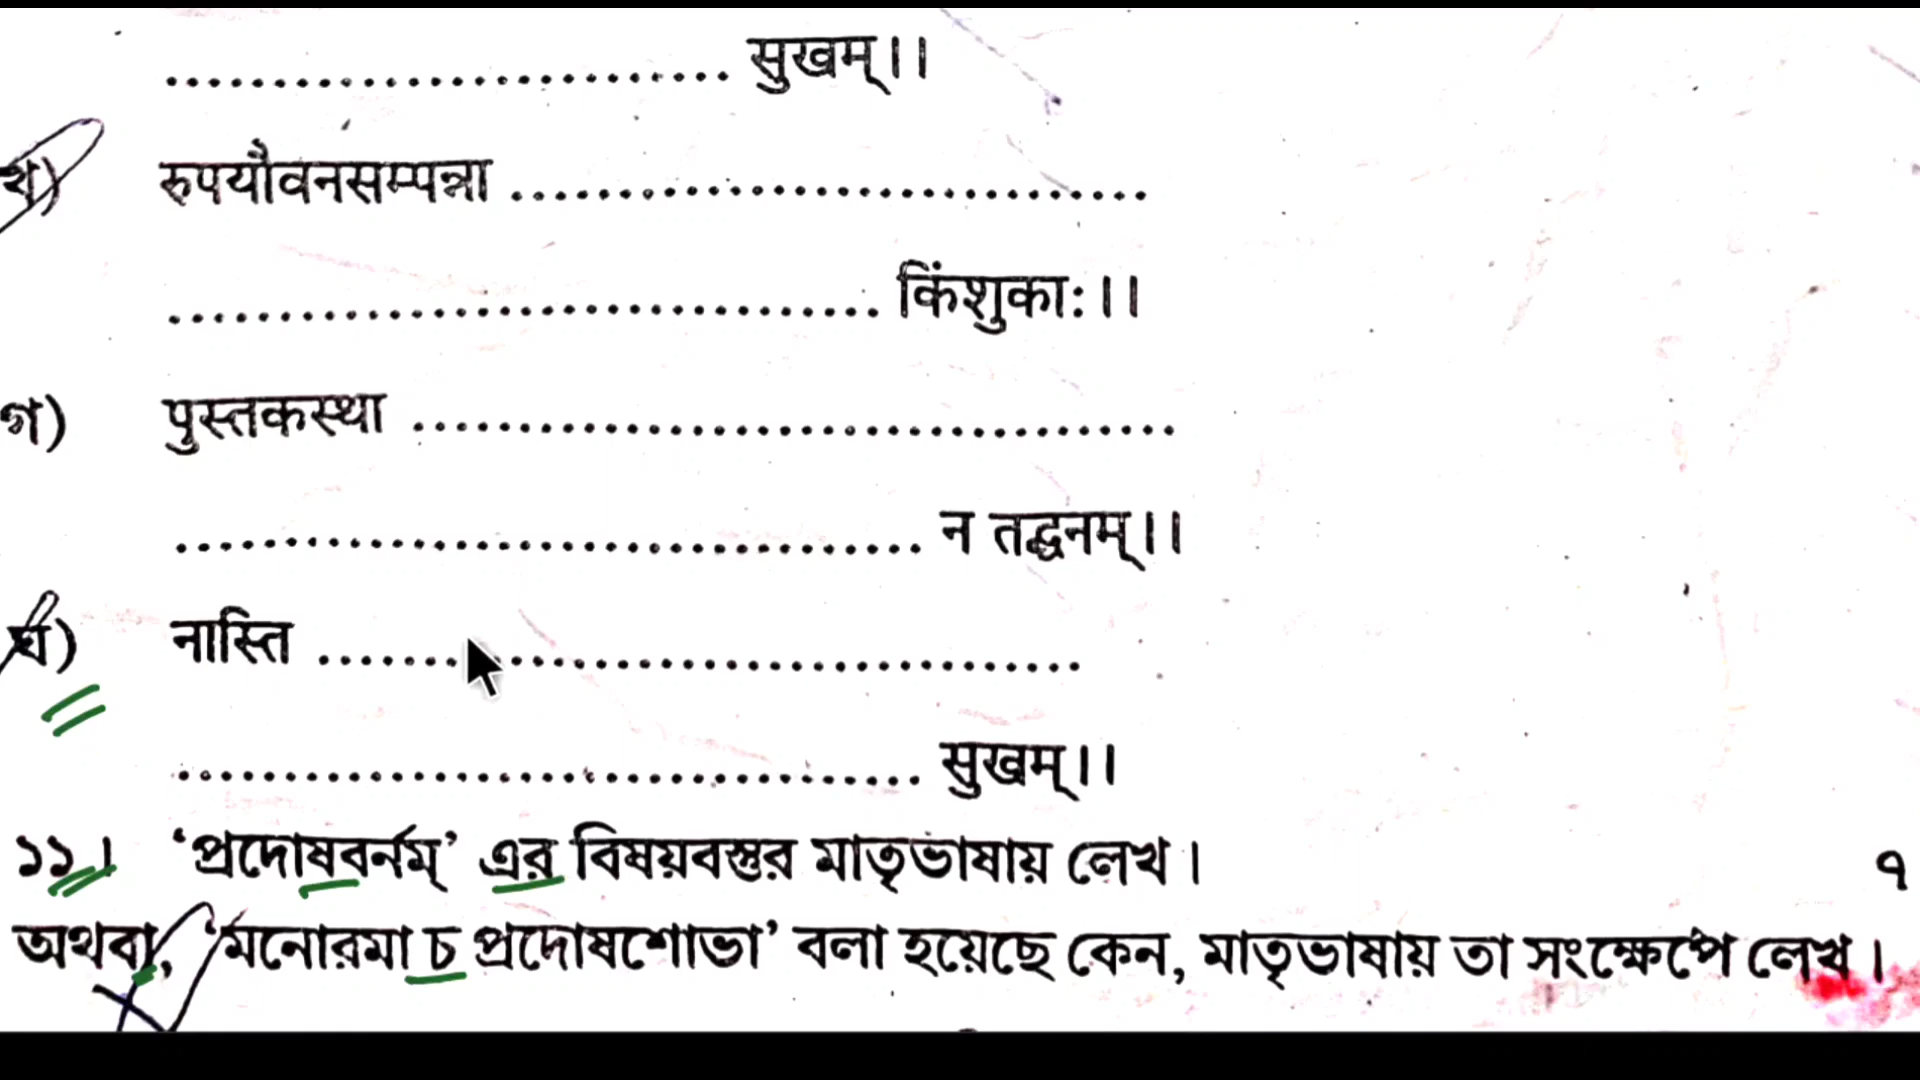 ........................... सुखम्।।
খ) रुपयौवनसम्पन्ना ...............................
................................... किंशुकाः।।
গ) पुस्तकस्था .....................................
.................................... न तद्धनम्।।
ঘ) नास्ति .....................................
.................................... सुखम्।।
১১। ‘প্রদোষবর্নম্’ এর বিষয়বস্তুর মাতৃভাষায় লেখ। ৭
অথবা, ‘মনোরমা চ প্রদোষশোভা’ বলা হয়েছে কেন, মাতৃভাষায় তা সংক্ষেপে লেখ।